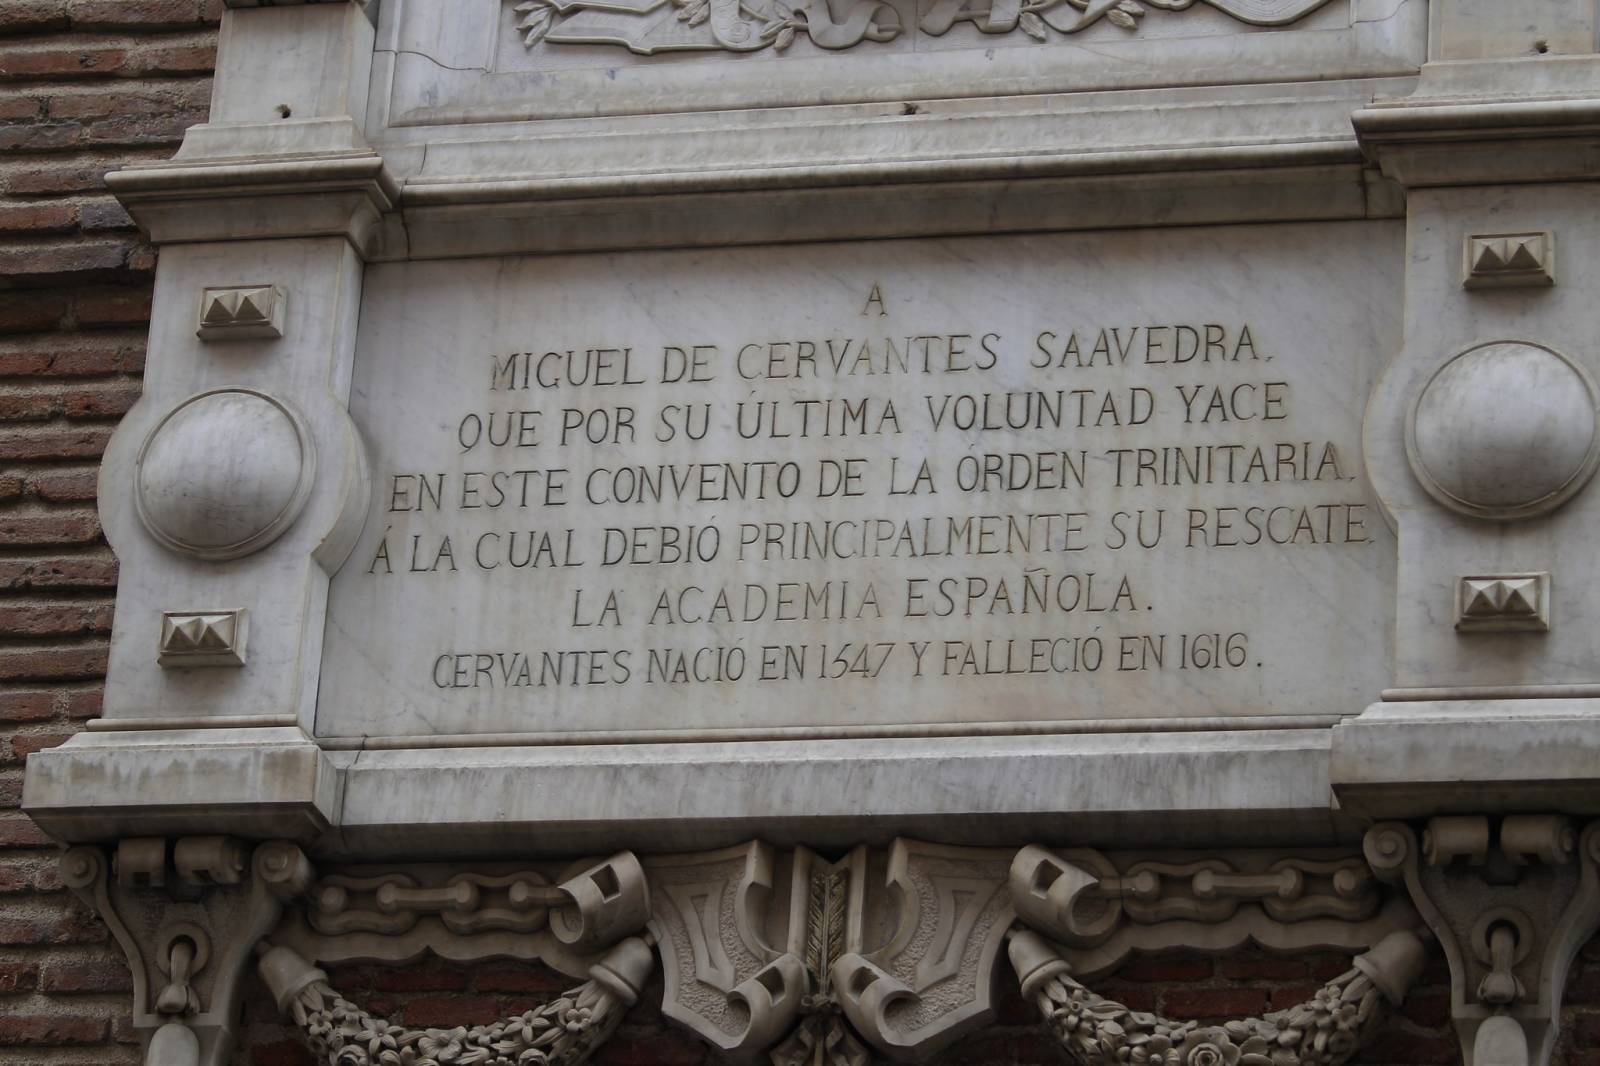 A
MIGUEL DE CERVANTES SAAVEDRA,
QUE POR SU ÚLTIMA VOLUNTAD YACE
EN ESTE CONVENTO DE LA ÓRDEN TRINITARIA,
Á LA CUAL DEBIÓ PRINCIPALMENTE SU RESCATE,
LA ACADEMIA ESPAÑOLA.
CERVANTES NACIÓ EN 1547 Y FALLECIÓ EN 1616.